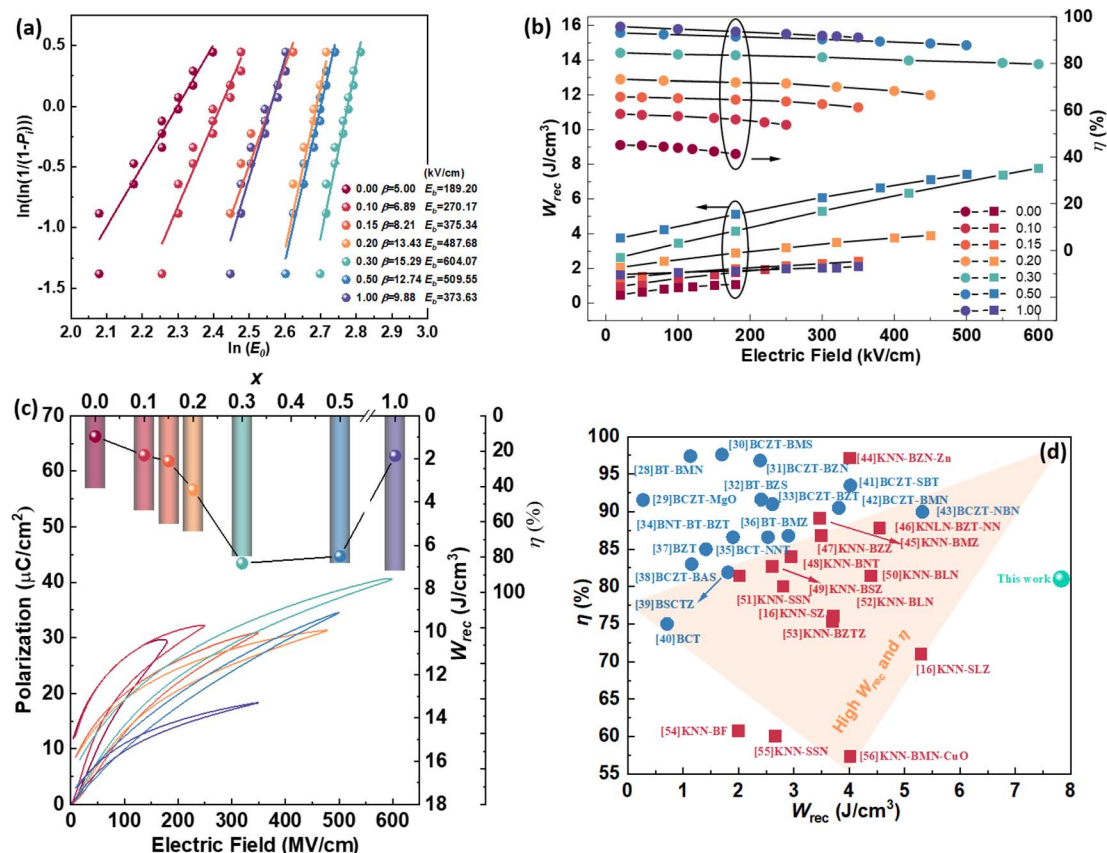 (a)
ln(ln(1/(1-Pᵢ)))
0.5
0.0
-0.5
-1.0
-1.5
(kV/cm)
0.00 β=5.00 E_b=189.20
0.10 β=6.89 E_b=270.17
0.15 β=8.21 E_b=375.34
0.20 β=13.43 E_b=487.68
0.30 β=15.29 E_b=604.07
0.50 β=12.74 E_b=509.55
1.00 β=9.88 E_b=373.63
2.0 2.1 2.2 2.3 2.4 2.5 2.6 2.7 2.8 2.9 3.0
ln (E₀)
(b)
W_rec (J/cm³)
16
14
12
10
8
6
4
2
0
100
80
60
40
20
0
η (%)
0.00
0.10
0.15
0.20
0.30
0.50
1.00
0 100 200 300 400 500 600
Electric Field (kV/cm)
x
(c)
0.0 0.1 0.2 0.3 0.4 0.5 1.0
Polarization (μC/cm²)
70
60
50
40
30
20
10
0
0
2
4
6
8
10
12
14
16
18
W_rec (J/cm³)
0
20
40
60
80
100
η (%)
0 100 200 300 400 500 600
Electric Field (MV/cm)
(d)
η (%)
100
95
90
85
80
75
70
65
60
55
[30]BCZT-BMS
[44]KNN-BZN-Zn
[28]BT-BMN
[31]BCZT-BZN
[32]BT-BZS
[41]BCZT-SBT
[29]BCZT-MgO
[33]BCZT-BZT
[42]BCZT-BMN
[43]BCZT-NBN
[34]BNT-BT-BZT
[36]BT-BMZ
[46]KNLN-BZT-NN
[45]KNN-BMZ
[37]BZT
[35]BCT-NNT
[47]KNN-BZZ
[48]KNN-BNT
[38]BCZT-BAS
[49]KNN-BSZ
[50]KNN-BLN
This work
[39]BSCTZ
[51]KNN-SSN
[52]KNN-BLN
[16]KNN-SZ
[40]BCT
[53]KNN-BZTZ
[16]KNN-SLZ
High W_rec and η
[54]KNN-BF
[55]KNN-SSN
[56]KNN-BMN-CuO
0 1 2 3 4 5 6 7 8
W_rec (J/cm³)